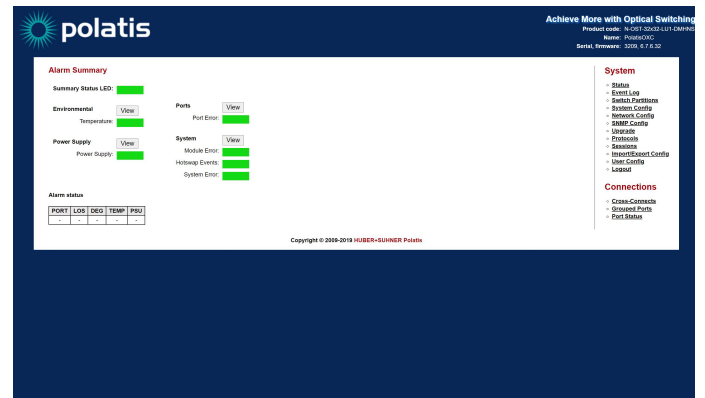 polatis
Achieve More with Optical Switching
Product code: N-OST-32x32-LU1-DMHNS
Name: PolatisOXC
Serial, firmware: 3209, 6.7.6.32
Alarm Summary
Summary Status LED:
Environmental View
Temperature:
Power Supply View
Power Supply:
Ports View
Port Error:
System View
Module Error:
Hotswap Events:
System Error:
Alarm status
PORT LOS DEG TEMP PSU
- - - - -
System
Status
Event Log
Switch Partitions
System Config
Network Config
SNMP Config
Upgrade
Protocols
Sessions
Import/Export Config
User Config
Logout
Connections
Cross-Connects
Grouped Ports
Port Status
Copyright © 2009-2019 HUBER+SUHNER Polatis